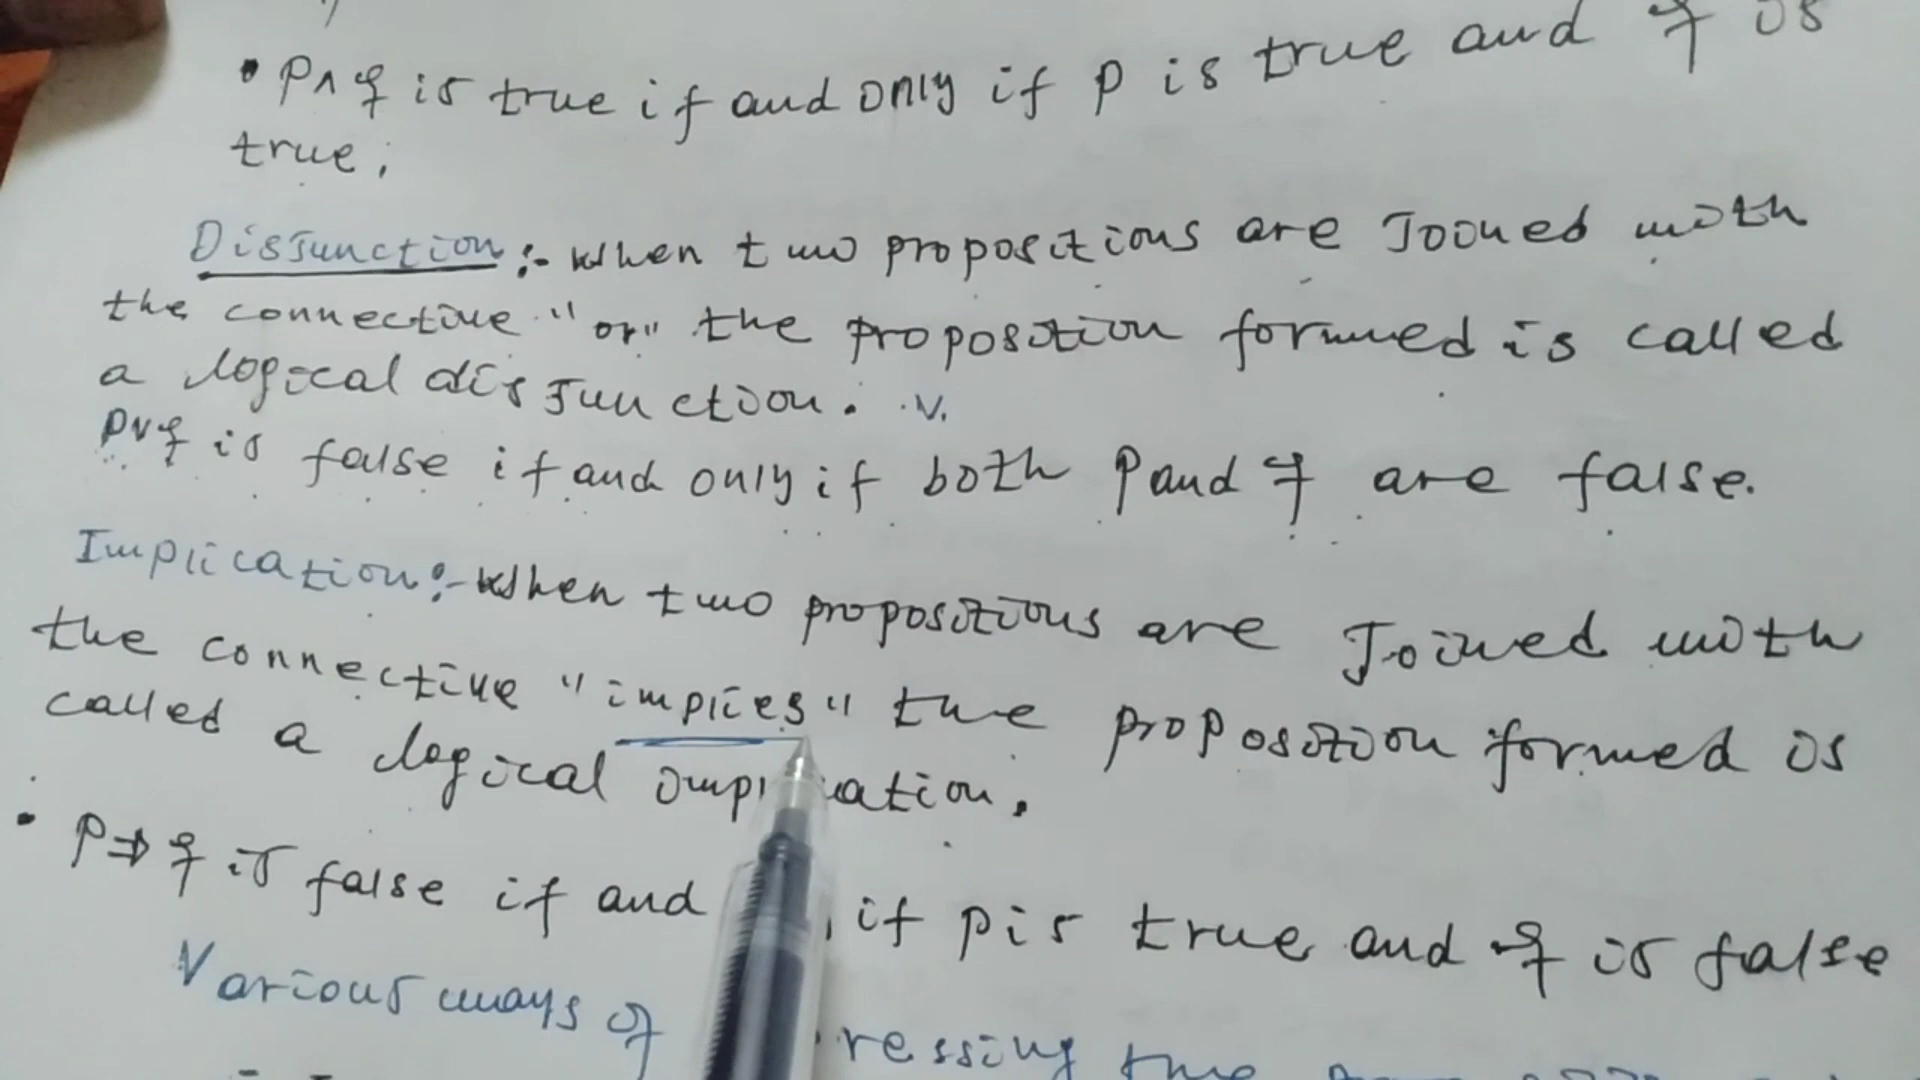 • p∧q is true if and only if p is true and q is
true;
Disjunction :- When two propositions are Joined with
the connective "or" the proposition formed is called
a logical disjunction. ∨.
p∨q is false if and only if both p and q are false.
Implication :- When two propositions are Joined with
the connective "implies" the proposition formed is
called a logical
• p⇒q is false if and if p is true and q is false
Various ways of the